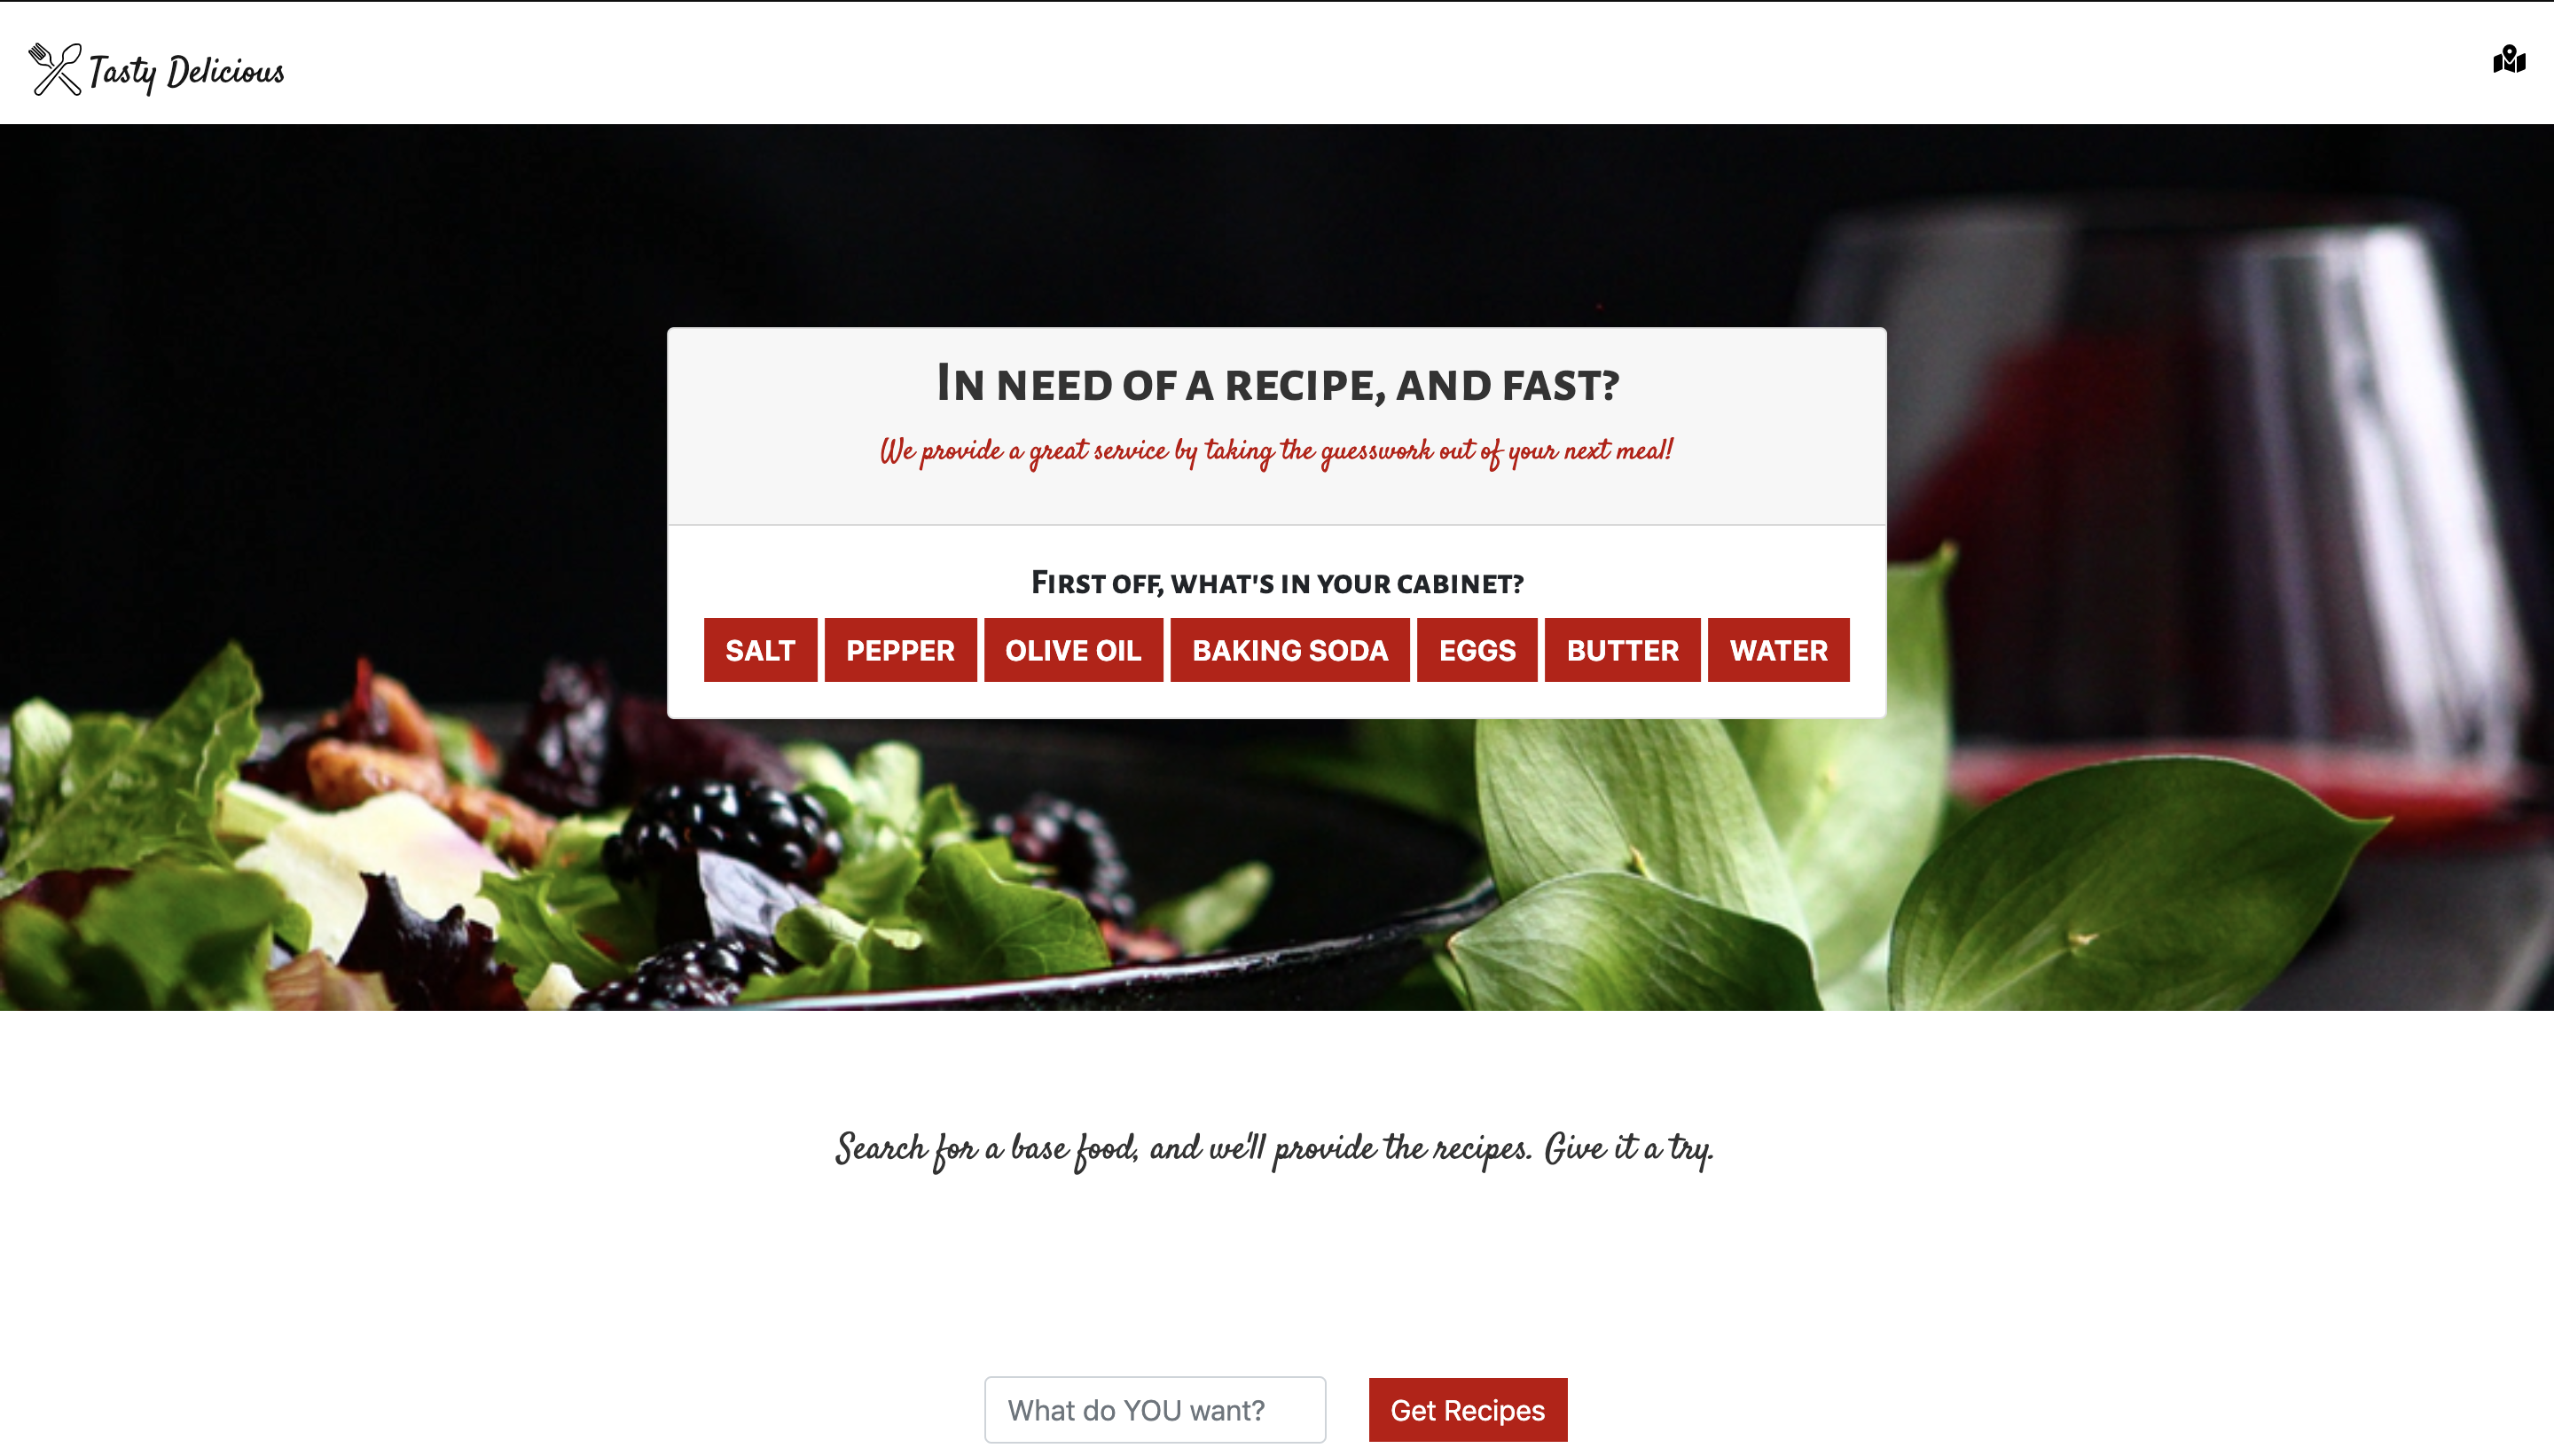 Tasty Delicious
In need of a recipe, and fast?
We provide a great service by taking the guesswork out of your next meal!
First off, what's in your cabinet?
SALT PEPPER OLIVE OIL BAKING SODA EGGS BUTTER WATER
Search for a base food, and we'll provide the recipes. Give it a try.
What do YOU want? Get Recipes